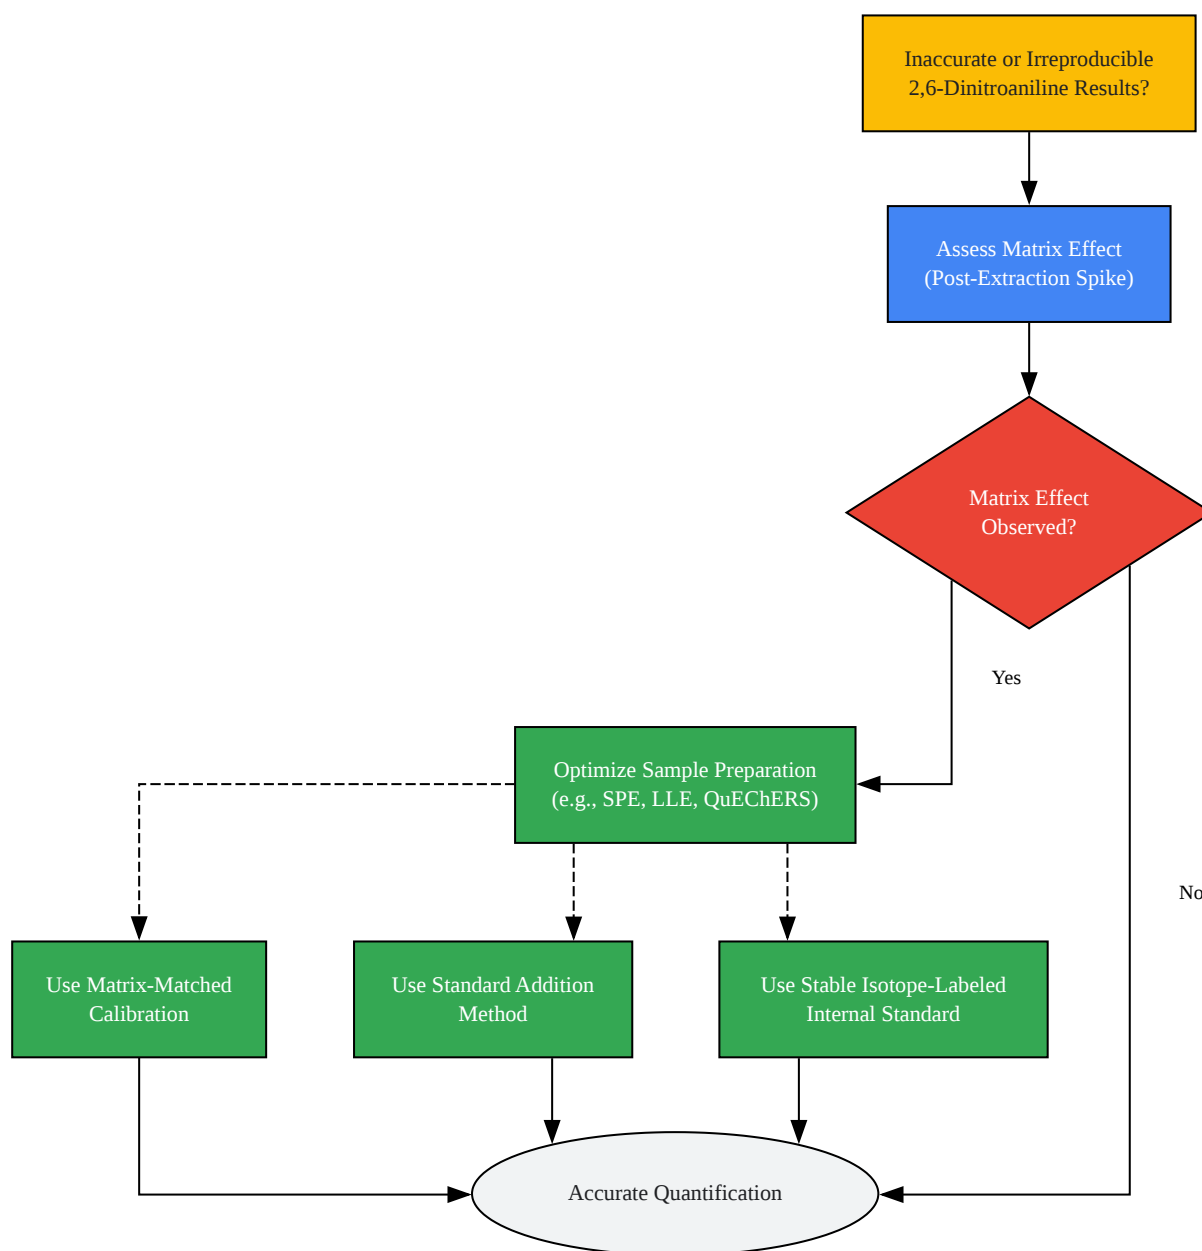 Inaccurate or Irreproducible
2,6-Dinitroaniline Results?
Assess Matrix Effect
(Post-Extraction Spike)
Matrix Effect
Observed?
Yes
Optimize Sample Preparation
(e.g., SPE, LLE, QuEChERS)
No
Use Matrix-Matched
Calibration
Use Standard Addition
Method
Use Stable Isotope-Labeled
Internal Standard
Accurate Quantification